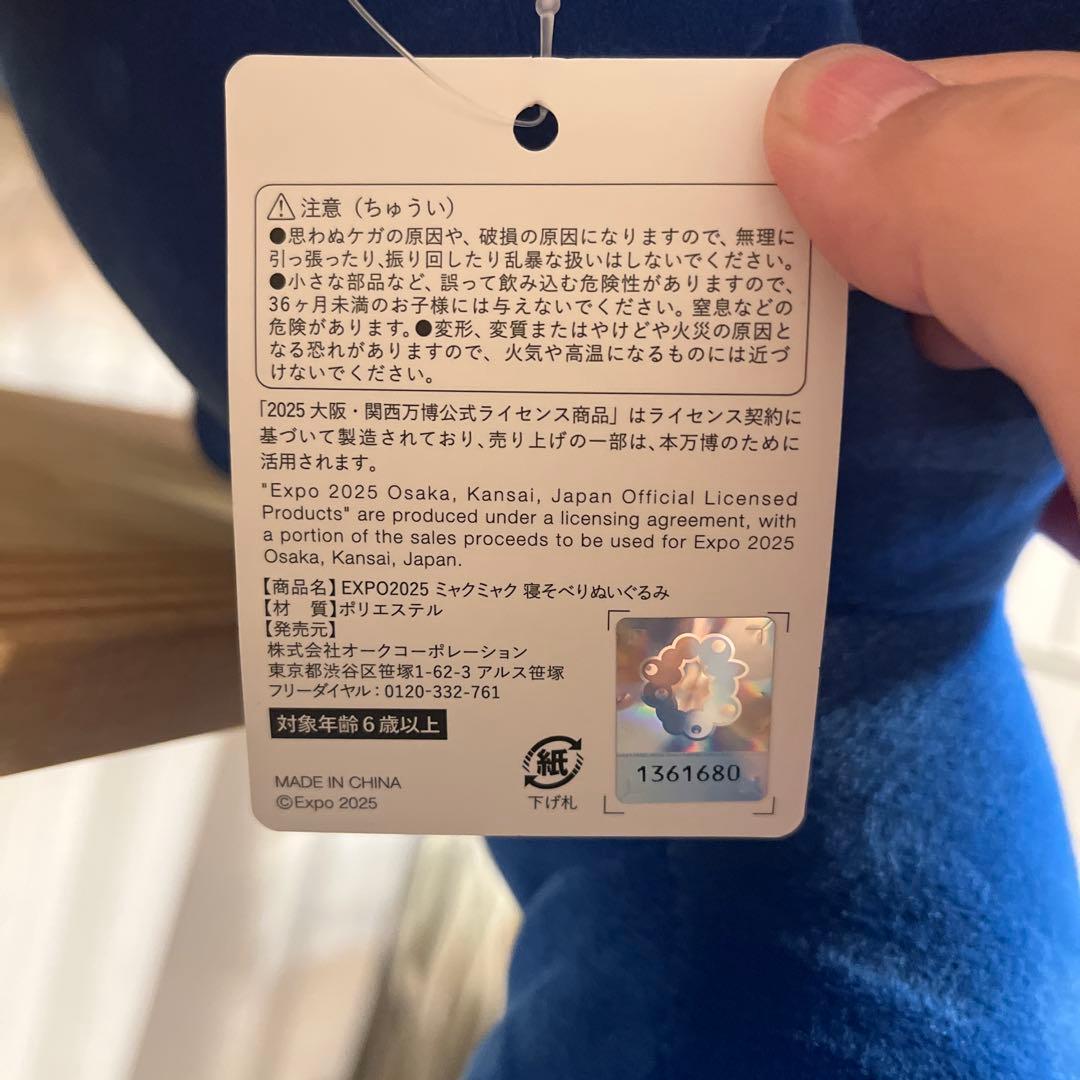 注意（ちゅうい）
●思わぬケガの原因や、破損の原因になりますので、無理に
引っ張ったり、振り回したり乱暴な扱いはしないでください。
●小さな部品など、誤って飲み込む危険性がありますので、
36ヶ月未満のお子様には与えないでください。窒息などの
危険があります。●変形、変質またはやけどや火災の原因と
なる恐れがありますので、火気や高温になるものには近づ
けないでください。
「2025 大阪・関西万博公式ライセンス商品」はライセンス契約に
基づいて製造されており、売り上げの一部は、本万博のために
活用されます。
"Expo 2025 Osaka, Kansai, Japan Official Licensed
Products" are produced under a licensing agreement, with
a portion of the sales proceeds to be used for Expo 2025
Osaka, Kansai, Japan.
【商品名】EXPO2025 ミャクミャク 寝そべりぬいぐるみ
【材　質】ポリエステル
【発売元】
株式会社オークコーポレーション
東京都渋谷区笹塚1-62-3 アルス笹塚
フリーダイヤル：0120-332-761
対象年齢6歳以上
MADE IN CHINA
©Expo 2025
紙
下げ札
1361680